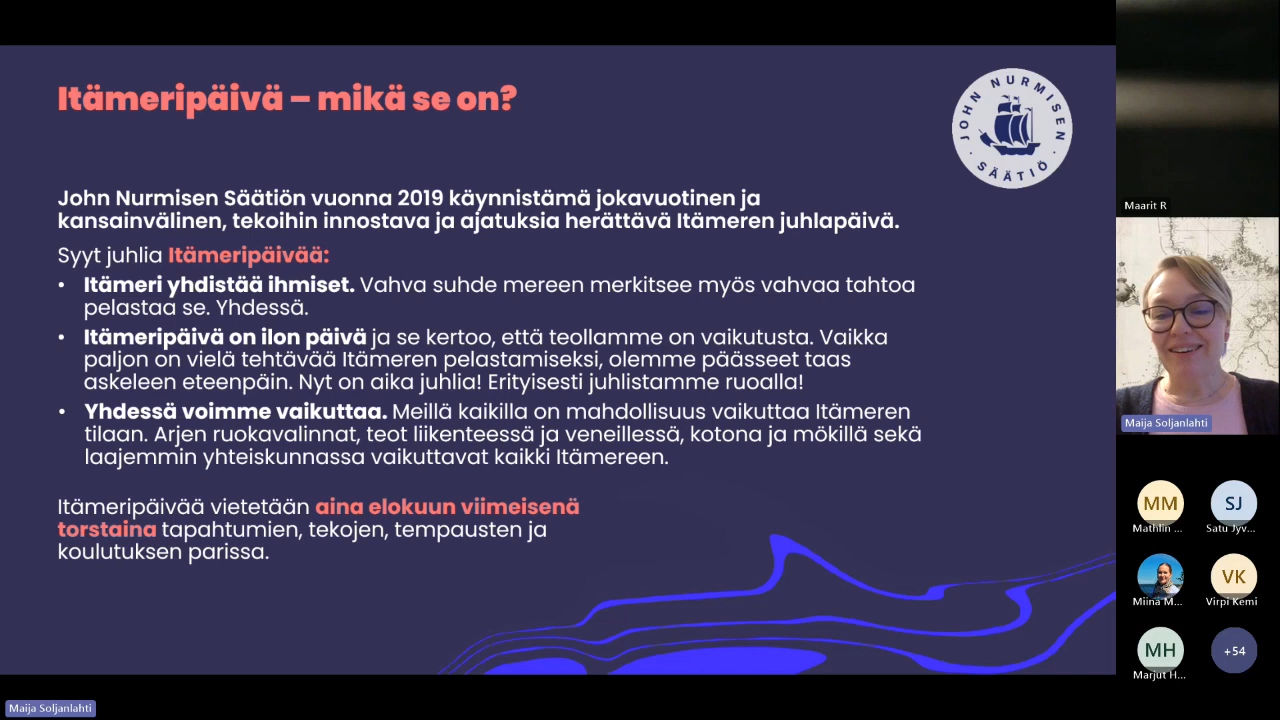 Itämeripäivä – mikä se on?
JOHN NURMISEN
SÄÄTIÖ
John Nurmisen Säätiön vuonna 2019 käynnistämä jokavuotinen ja
kansainvälinen, tekoihin innostava ja ajatuksia herättävä Itämeren juhlapäivä.
Syyt juhlia Itämeripäivää:
• Itämeri yhdistää ihmiset. Vahva suhde mereen merkitsee myös vahvaa tahtoa
pelastaa se. Yhdessä.
• Itämeripäivä on ilon päivä ja se kertoo, että teollamme on vaikutusta. Vaikka
paljon on vielä tehtävää Itämeren pelastamiseksi, olemme päässeet taas
askeleen eteenpäin. Nyt on aika juhlia! Erityisesti juhlistamme ruoalla!
• Yhdessä voimme vaikuttaa. Meillä kaikilla on mahdollisuus vaikuttaa Itämeren
tilaan. Arjen ruokavalinnat, teot liikenteessä ja veneillessä, kotona ja mökillä sekä
laajemmin yhteiskunnassa vaikuttavat kaikki Itämereen.
Itämeripäivää vietetään aina elokuun viimeisenä
torstaina tapahtumien, tekojen, tempausten ja
koulutuksen parissa.
Maarit R
Maija Soljanlahti
MM
Mathlin ...
SJ
Satu Jyv...
Miina M...
VK
Virpi Kemi
MH
Marjut H...
+54
Maija Soljanlahti